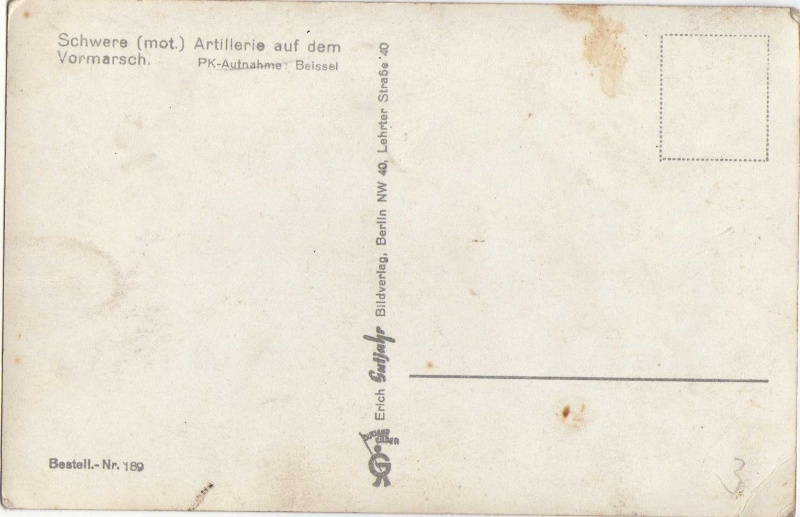 Schwere (mot.) Artillerie auf dem
Vormarsch. PK-Aufnahme: Beissel
Erich Gutjahr Bildverlag, Berlin NW 40, Lehrter Straße 40
Bestell.-Nr. 189
3